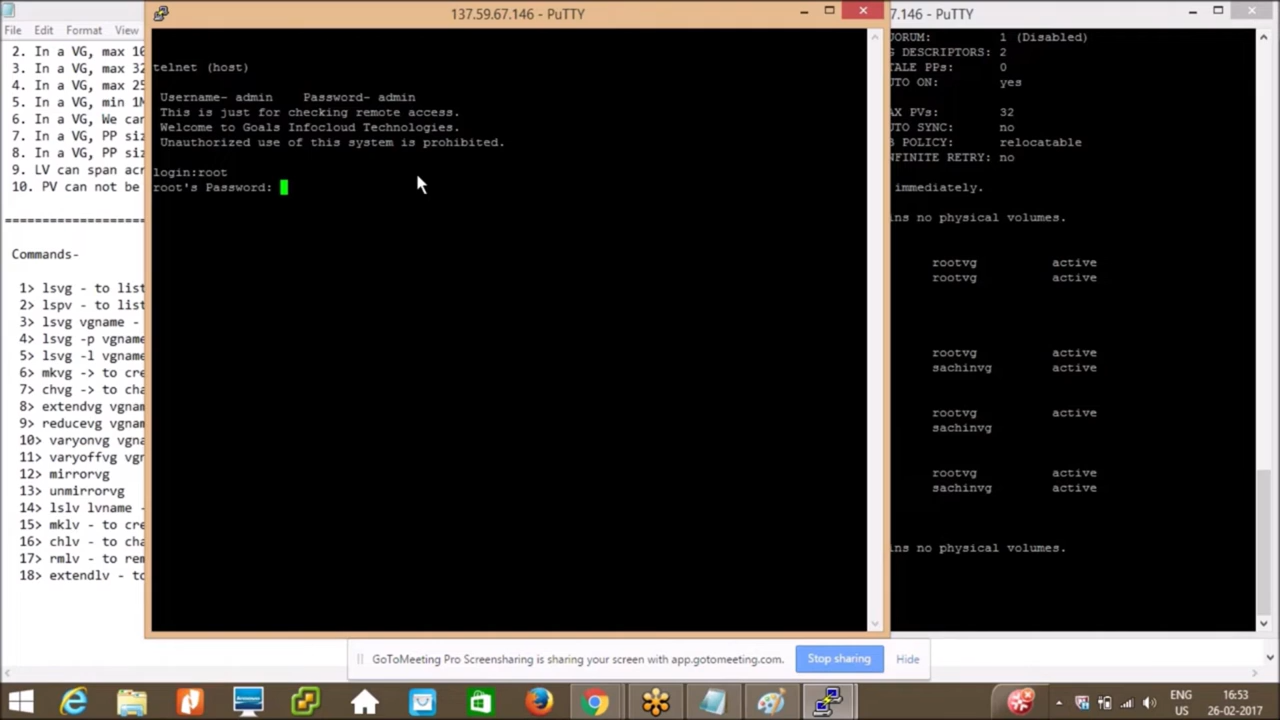 137.59.67.146 - PuTTY
7.146 - PuTTY
File Edit Format View
2. In a VG, max 10
3. In a VG, max 32
4. In a VG, max 25
5. In a VG, min 1M
6. In a VG, We can
7. In a VG, PP siz
8. In a VG, PP siz
9. LV can span acr
10. PV can not be
Commands-
1> lsvg - to list
2> lspv - to list
3> lsvg vgname -
4> lsvg -p vgname
5> lsvg -l vgname
6> mkvg -> to cre
7> chvg -> to cha
8> extendvg vgnam
9> reducevg vgnam
10> varyonvg vgna
11> varyoffvg vgn
12> mirrorvg
13> unmirrorvg
14> lslv lvname -
15> mklv - to cre
16> chlv - to cha
17> rmlv - to rem
18> extendlv - to
telnet (host)
Username- admin Password- admin
This is just for checking remote access.
Welcome to Goals Infocloud Technologies.
Unauthorized use of this system is prohibited.
login:root
root's Password:
UORUM: 1 (Disabled)
G DESCRIPTORS: 2
TALE PPs: 0
UTO ON: yes
AX PVs: 32
UTO SYNC: no
B POLICY: relocatable
NFINITE RETRY: no
immediately.
ins no physical volumes.
rootvg active
rootvg active
rootvg active
sachinvg active
rootvg active
sachinvg
rootvg active
sachinvg active
ins no physical volumes.
GoToMeeting Pro Screensharing is sharing your screen with app.gotomeeting.com.
Stop sharing
Hide
ENG
US
16:53
26-02-2017